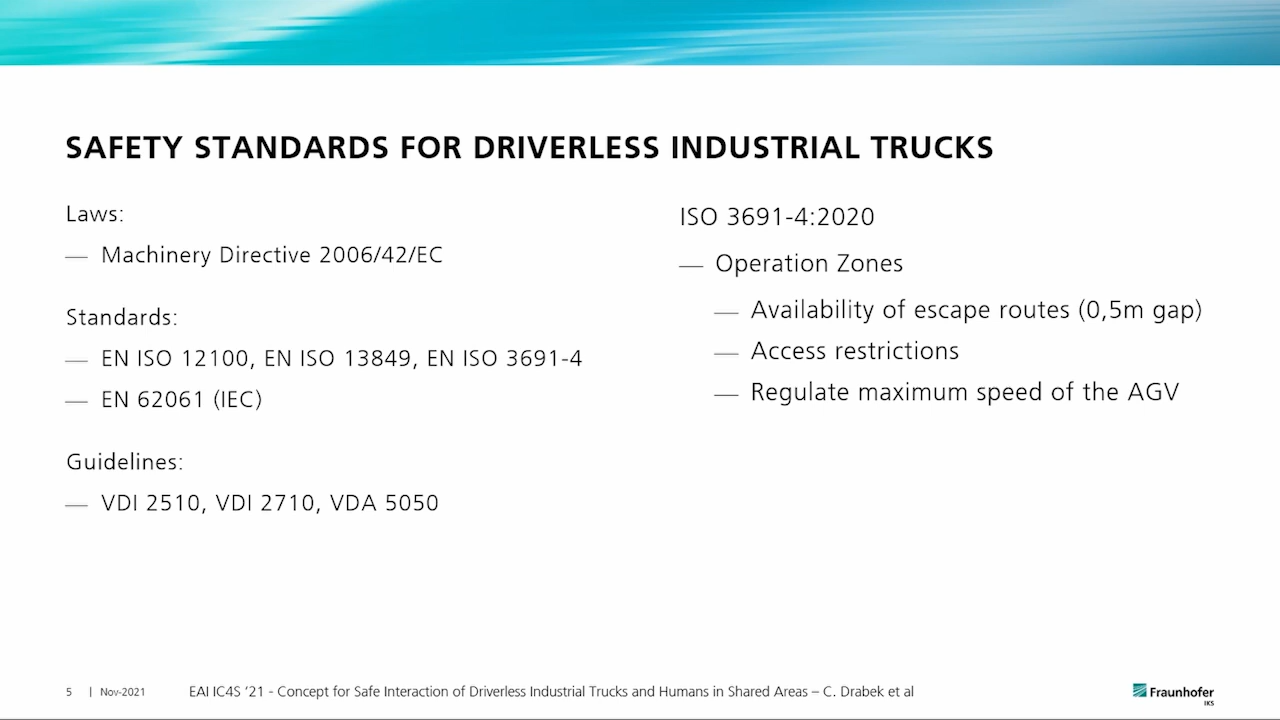 SAFETY STANDARDS FOR DRIVERLESS INDUSTRIAL TRUCKS
Laws:
— Machinery Directive 2006/42/EC
Standards:
— EN ISO 12100, EN ISO 13849, EN ISO 3691-4
— EN 62061 (IEC)
Guidelines:
— VDI 2510, VDI 2710, VDA 5050
ISO 3691-4:2020
— Operation Zones
— Availability of escape routes (0,5m gap)
— Access restrictions
— Regulate maximum speed of the AGV
5 | Nov-2021 EAI IC4S ‘21 - Concept for Safe Interaction of Driverless Industrial Trucks and Humans in Shared Areas – C. Drabek et al
Fraunhofer
IKS